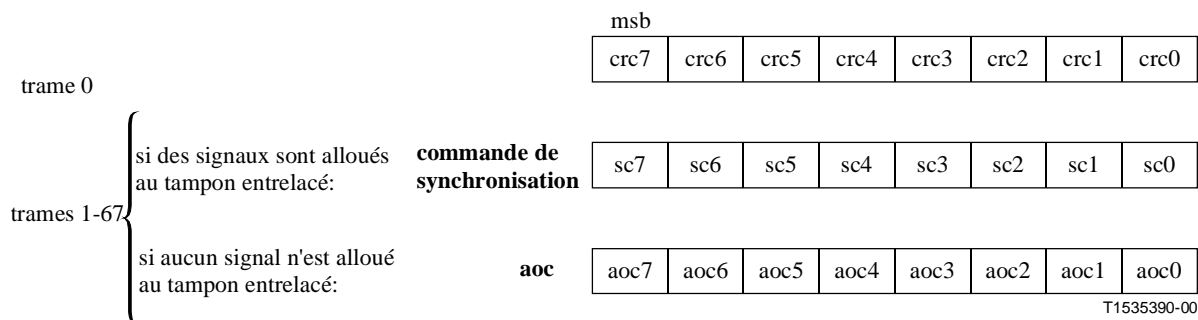 msb
crc7 crc6 crc5 crc4 crc3 crc2 crc1 crc0
trame 0
si des signaux sont alloués
au tampon entrelacé:
commande de
synchronisation
sc7 sc6 sc5 sc4 sc3 sc2 sc1 sc0
trames 1-67
si aucun signal n'est alloué
au tampon entrelacé:
aoc
aoc7 aoc6 aoc5 aoc4 aoc3 aoc2 aoc1 aoc0
T1535390-00